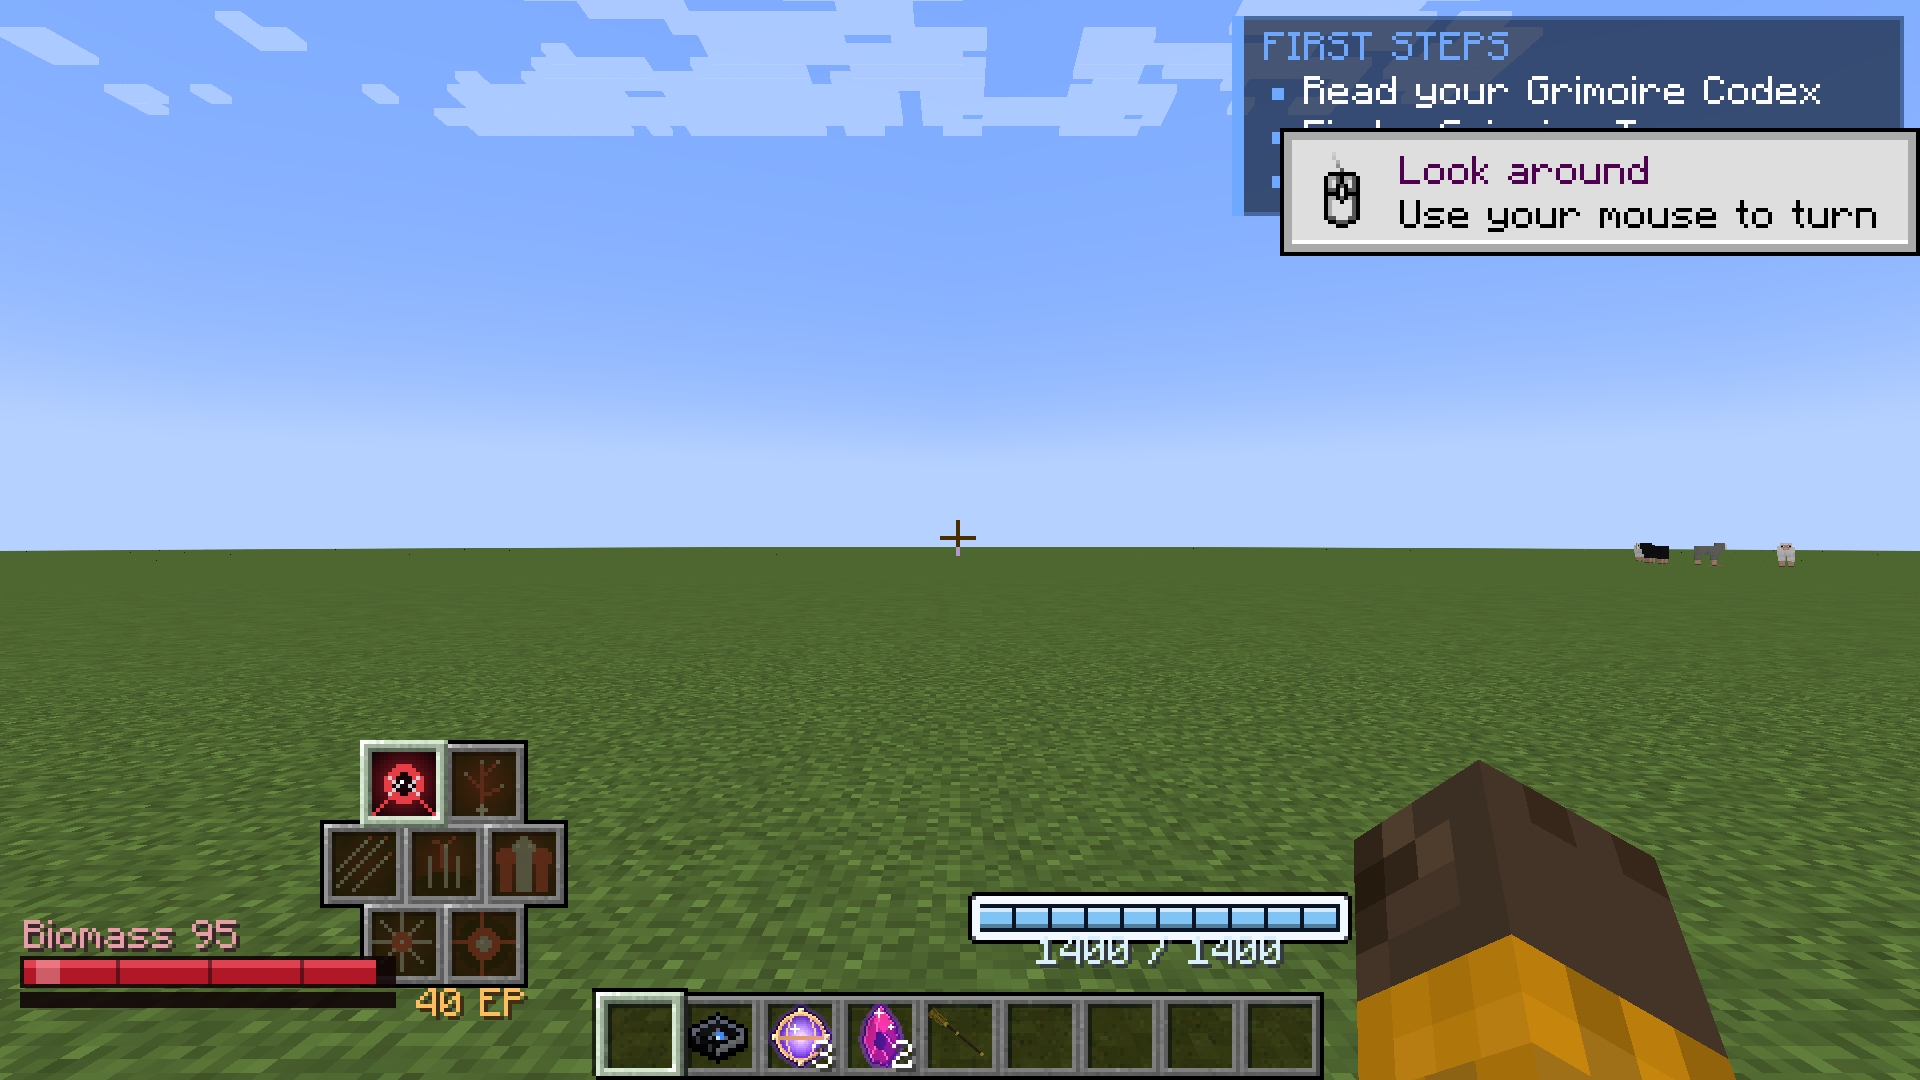 FIRST STEPS
Read your Grimoire Codex
Look around
Use your mouse to turn
Biomass 95
1400 / 1400
40 EP
3
2